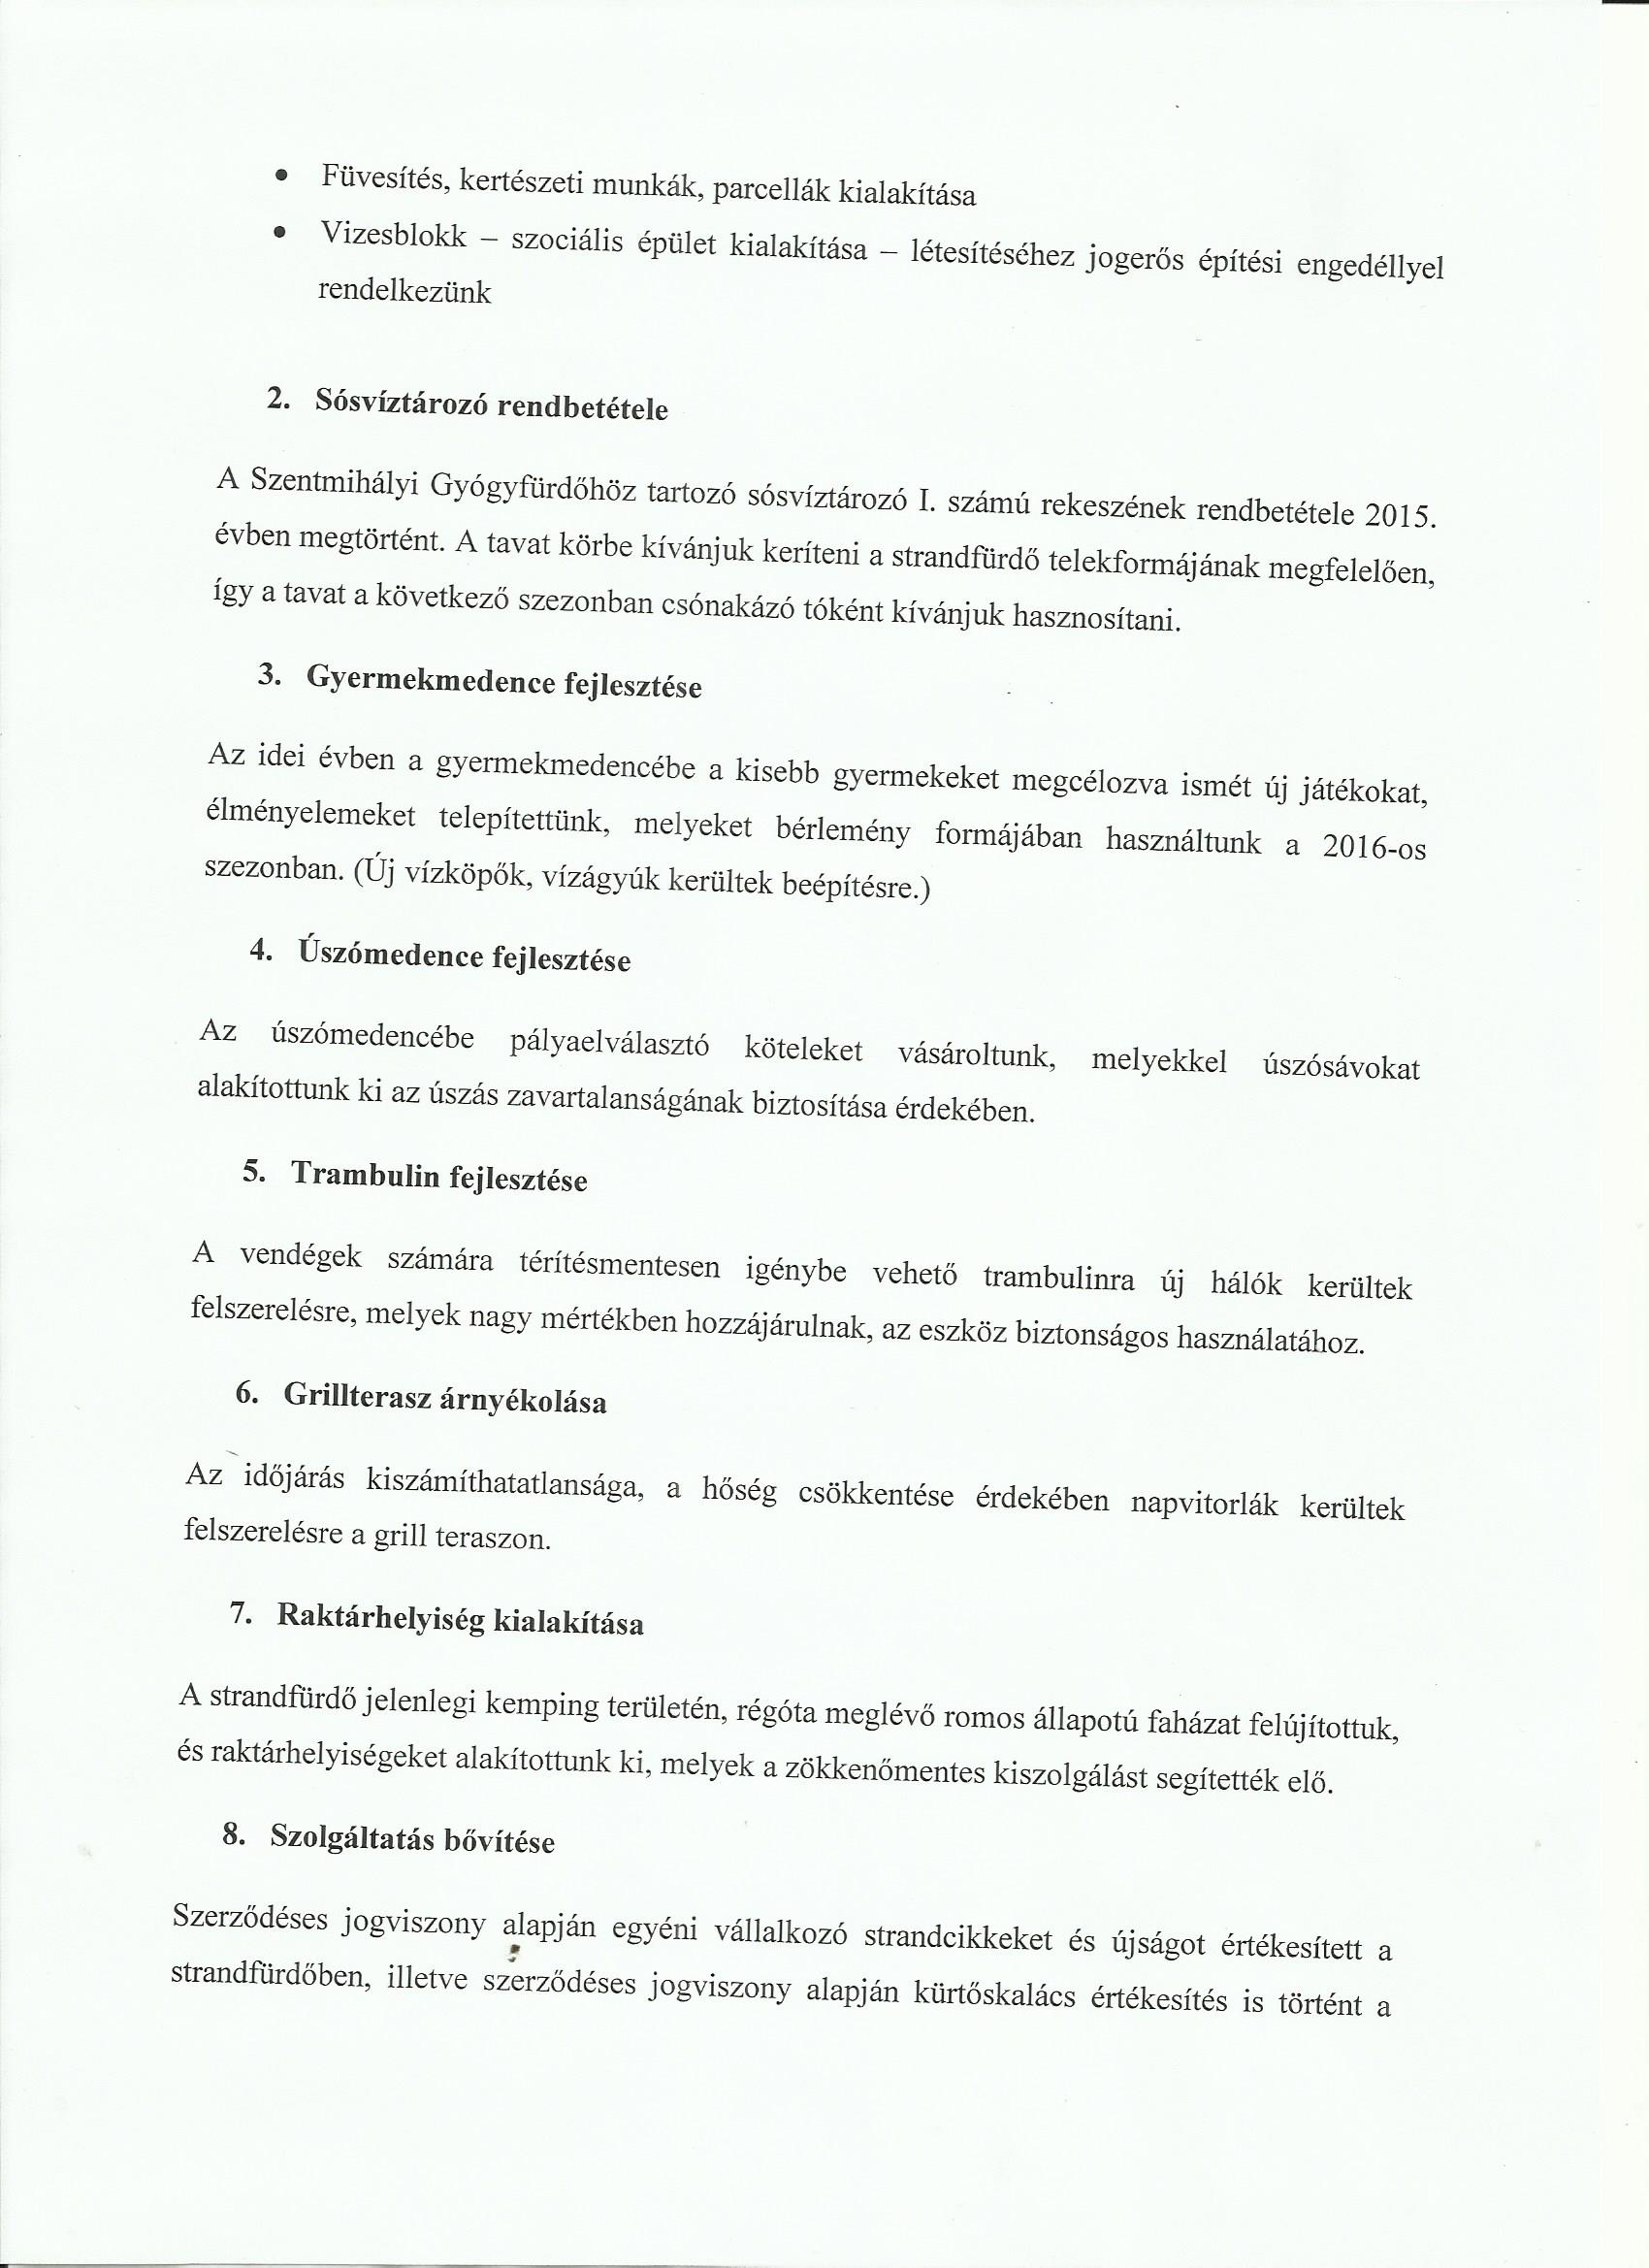 • Füvesítés, kertészeti munkák, parcellák kialakítása
• Vizesblokk – szociális épület kialakítása – létesítéséhez jogerős építési engedéllyel
rendelkezünk
2. Sósvíztározó rendbetétele
A Szentmihályi Gyógyfürdőhöz tartozó sósvíztározó I. számú rekeszének rendbetétele 2015.
évben megtörtént. A tavat körbe kívánjuk keríteni a strandfürdő telekformájának megfelelően,
így a tavat a következő szezonban csónakázó tóként kívánjuk hasznosítani.
3. Gyermekmedence fejlesztése
Az idei évben a gyermekmedencébe a kisebb gyermekeket megcélozva ismét új játékokat,
élményelemeket telepítettünk, melyeket bérlemény formájában használtunk a 2016-os
szezonban. (Új vízköpők, vízágyúk kerültek beépítésre.)
4. Úszómedence fejlesztése
Az úszómedencébe pályaelválasztó köteleket vásároltunk, melyekkel úszósávokat
alakítottunk ki az úszás zavartalanságának biztosítása érdekében.
5. Trambulin fejlesztése
A vendégek számára térítésmentesen igénybe vehető trambulinra új hálók kerültek
felszerelésre, melyek nagy mértékben hozzájárulnak, az eszköz biztonságos használatához.
6. Grillterasz árnyékolása
Az időjárás kiszámíthatatlansága, a hőség csökkentése érdekében napvitorlák kerültek
felszerelésre a grill teraszon.
7. Raktárhelyiség kialakítása
A strandfürdő jelenlegi kemping területén, régóta meglévő romos állapotú faházat felújítottuk,
és raktárhelyiségeket alakítottunk ki, melyek a zökkenőmentes kiszolgálást segítették elő.
8. Szolgáltatás bővítése
Szerződéses jogviszony alapján egyéni vállalkozó strandcikkeket és újságot értékesített a
strandfürdőben, illetve szerződéses jogviszony alapján kürtőskalács értékesítés is történt a